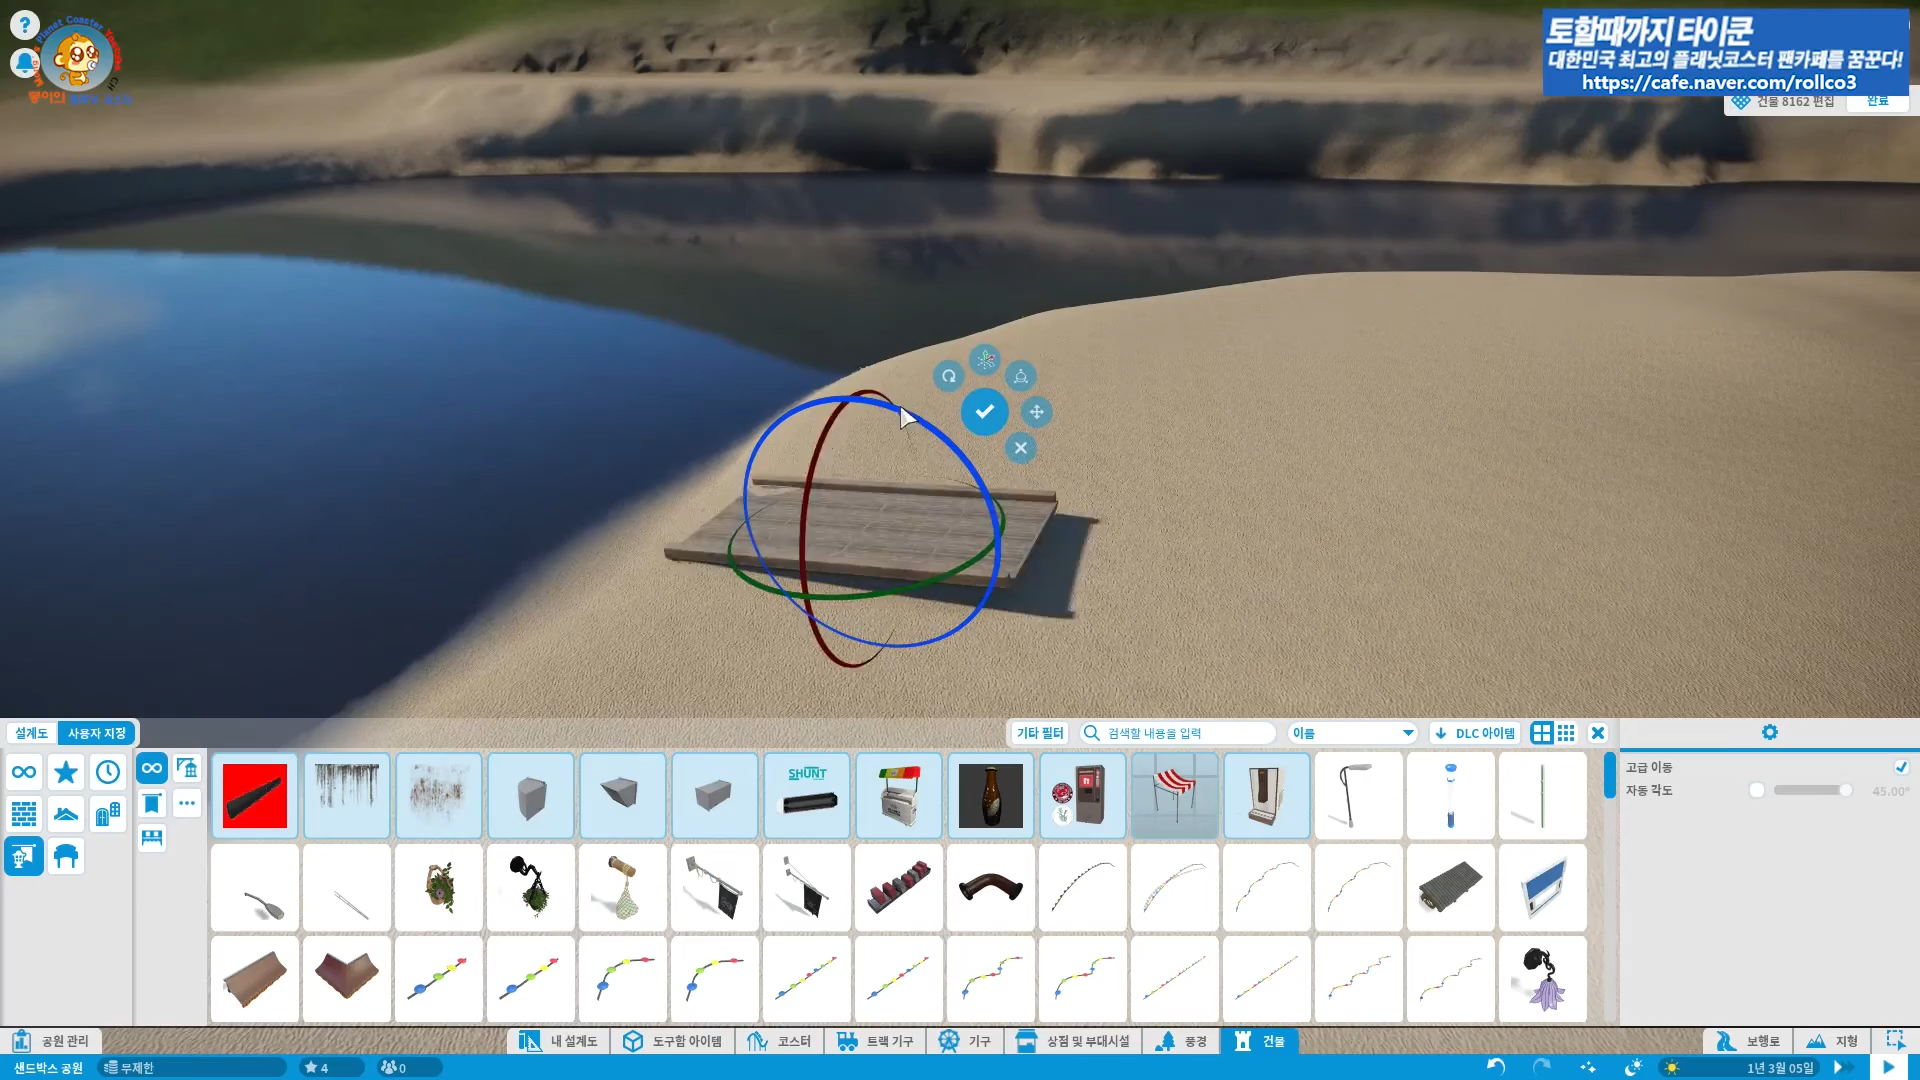 ?
Planet Coaster
토할때까지 타이쿤
대한민국 최고의 플래닛코스터 팬카페를 꿈꾼다!
https://cafe.naver.com/rollco3
건물 8162 편집
완료
설계도
사용자 지정
기타 필터
검색할 내용을 입력
이름
DLC 아이템
고급 이동
자동 각도
45.00°
SHUNT
공원 관리
내 설계도
도구함 아이템
코스터
트랙 기구
기구
상점 및 부대시설
풍경
건물
보행로
지형
샌드박스 공원
무제한
4
0
1년 3월 05일